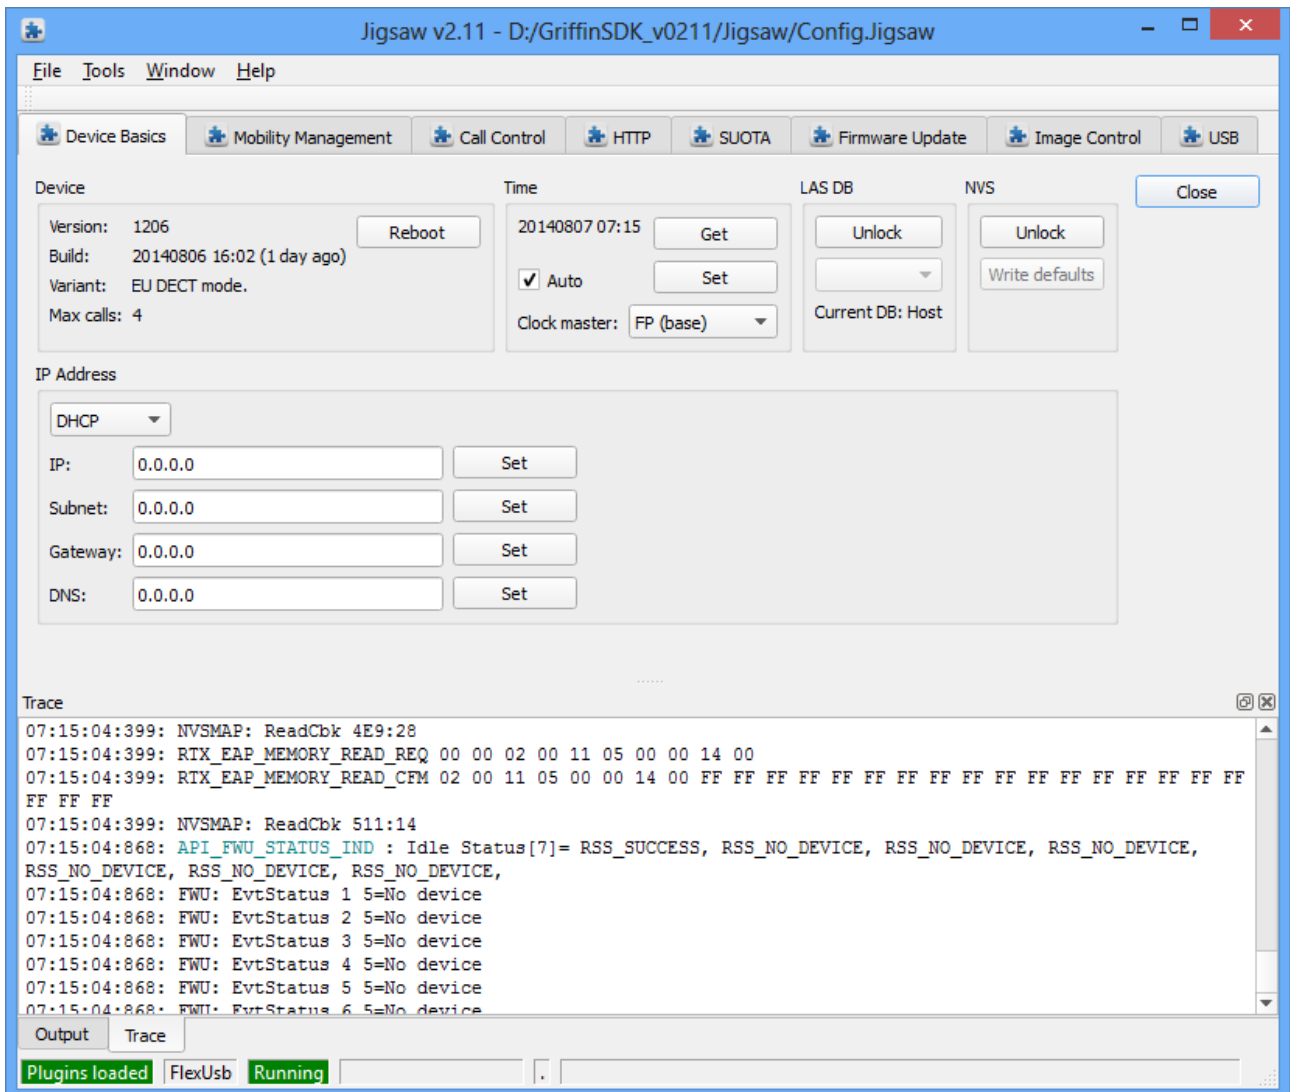 Jigsaw v2.11 - D:/GriffinSDK_v0211/Jigsaw/Config.Jigsaw
File Tools Window Help
Device Basics Mobility Management Call Control HTTP SUOTA Firmware Update Image Control USB
Device Time LAS DB NVS Close
Version: 1206 Reboot 20140807 07:15 Get Unlock Unlock
Build: 20140806 16:02 (1 day ago)
Variant: EU DECT mode. Auto Set Write defaults
Max calls: 4 Clock master: FP (base) Current DB: Host
IP Address
DHCP
IP: 0.0.0.0 Set
Subnet: 0.0.0.0 Set
Gateway: 0.0.0.0 Set
DNS: 0.0.0.0 Set
Trace
07:15:04:399: NVSMAP: ReadCbk 4E9:28
07:15:04:399: RTX_EAP_MEMORY_READ_REQ 00 00 02 00 11 05 00 00 14 00
07:15:04:399: RTX_EAP_MEMORY_READ_CFM 02 00 11 05 00 00 14 00 FF FF FF FF FF FF FF FF FF FF FF FF FF FF FF FF FF
FF FF FF
07:15:04:399: NVSMAP: ReadCbk 511:14
07:15:04:868: API_FWU_STATUS_IND : Idle Status[7]= RSS_SUCCESS, RSS_NO_DEVICE, RSS_NO_DEVICE, RSS_NO_DEVICE,
RSS_NO_DEVICE, RSS_NO_DEVICE, RSS_NO_DEVICE,
07:15:04:868: FWU: EvtStatus 1 5=No device
07:15:04:868: FWU: EvtStatus 2 5=No device
07:15:04:868: FWU: EvtStatus 3 5=No device
07:15:04:868: FWU: EvtStatus 4 5=No device
07:15:04:868: FWU: EvtStatus 5 5=No device
07:15:04:868: FWU: EvtStatus 6 5=No device
Output Trace
Plugins loaded FlexUsb Running .